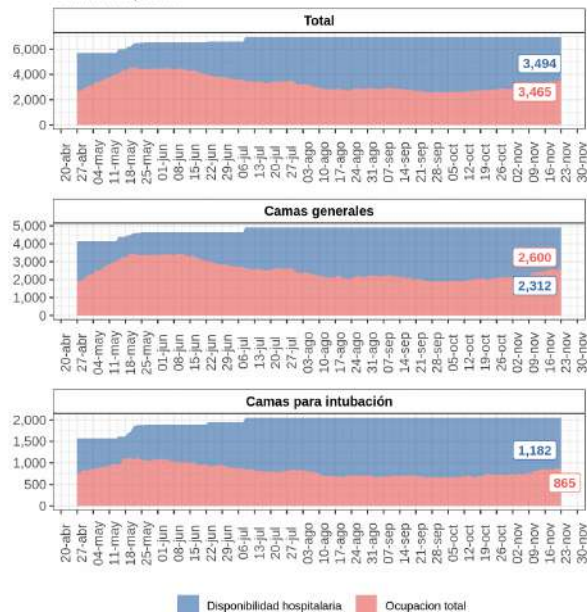 Total
6,000
4,000
2,000
0
3,494
3,465
20-abr
27-abr
04-may
11-may
18-may
25-may
01-jun
08-jun
15-jun
22-jun
29-jun
06-jul
13-jul
20-jul
27-jul
03-ago
10-ago
17-ago
24-ago
31-ago
07-sep
14-sep
21-sep
28-sep
05-oct
12-oct
19-oct
26-oct
02-nov
09-nov
16-nov
23-nov
30-nov
Camas generales
5,000
4,000
3,000
2,000
1,000
0
2,600
2,312
20-abr
27-abr
04-may
11-may
18-may
25-may
01-jun
08-jun
15-jun
22-jun
29-jun
06-jul
13-jul
20-jul
27-jul
03-ago
10-ago
17-ago
24-ago
31-ago
07-sep
14-sep
21-sep
28-sep
05-oct
12-oct
19-oct
26-oct
02-nov
09-nov
16-nov
23-nov
30-nov
Camas para intubación
2,000
1,500
1,000
500
0
1,182
865
20-abr
27-abr
04-may
11-may
18-may
25-may
01-jun
08-jun
15-jun
22-jun
29-jun
06-jul
13-jul
20-jul
27-jul
03-ago
10-ago
17-ago
24-ago
31-ago
07-sep
14-sep
21-sep
28-sep
05-oct
12-oct
19-oct
26-oct
02-nov
09-nov
16-nov
23-nov
30-nov
Disponibilidad hospitalaria
Ocupacion total